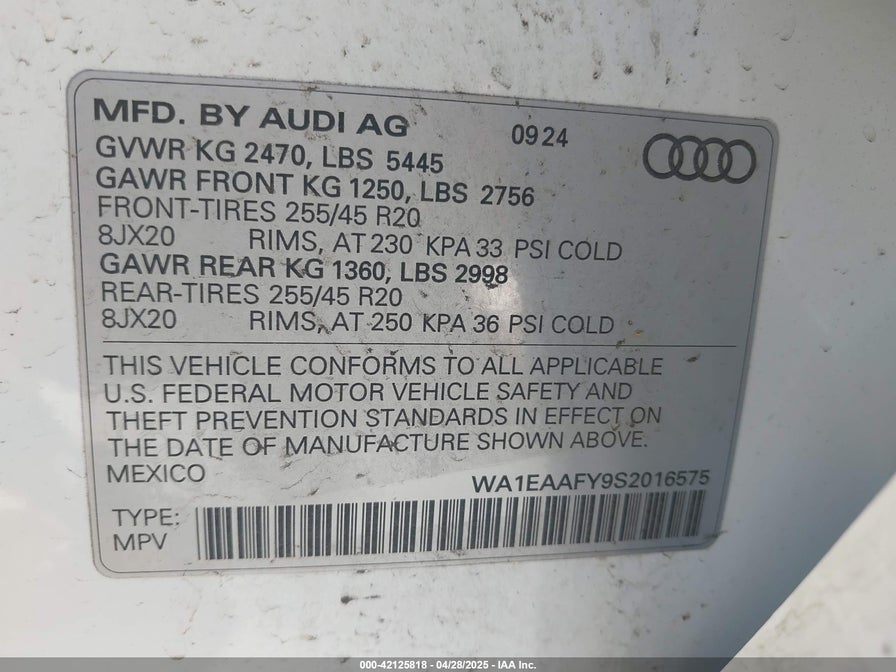 MFD. BY AUDI AG 0924
GVWR KG 2470, LBS 5445
GAWR FRONT KG 1250, LBS 2756
FRONT-TIRES 255/45 R20
8JX20 RIMS, AT 230 KPA 33 PSI COLD
GAWR REAR KG 1360, LBS 2998
REAR-TIRES 255/45 R20
8JX20 RIMS, AT 250 KPA 36 PSI COLD
THIS VEHICLE CONFORMS TO ALL APPLICABLE
U.S. FEDERAL MOTOR VEHICLE SAFETY AND
THEFT PREVENTION STANDARDS IN EFFECT ON
THE DATE OF MANUFACTURE SHOWN ABOVE.
MEXICO WA1EAAFY9S2016575
TYPE:
MPV
000-42125818 - 04/28/2025 - IAA Inc.